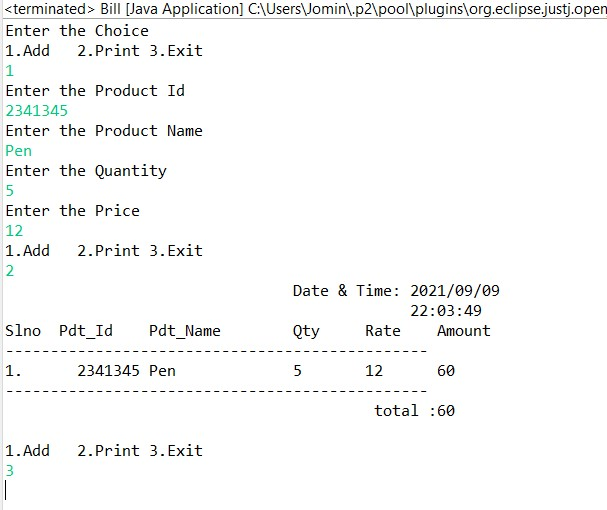 <terminated> Bill [Java Application] C:\Users\Jomin\.p2\pool\plugins\org.eclipse.justj.open
Enter the Choice
1.Add   2.Print 3.Exit
1
Enter the Product Id
2341345
Enter the Product Name
Pen
Enter the Quantity
5
Enter the Price
12
1.Add   2.Print 3.Exit
2
                                Date & Time: 2021/09/09
                                             22:03:49
Slno  Pdt_Id    Pdt_Name        Qty     Rate    Amount
-----------------------------------------------
1.      2341345 Pen             5       12      60
-----------------------------------------------
                                         total :60
1.Add   2.Print 3.Exit
3